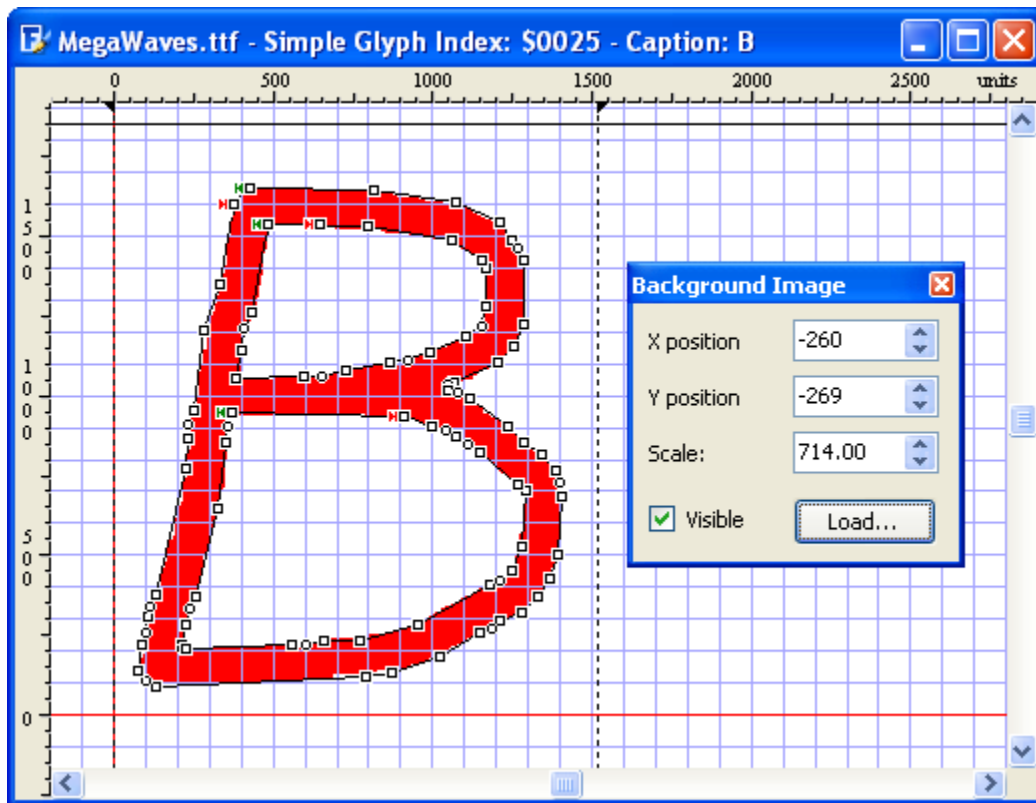 MegaWaves.ttf - Simple Glyph Index: $0025 - Caption: B
0 500 1000 1500 2000 2500 units
1500
1000
500
0
Background Image
X position -260
Y position -269
Scale: 714.00
Visible Load...